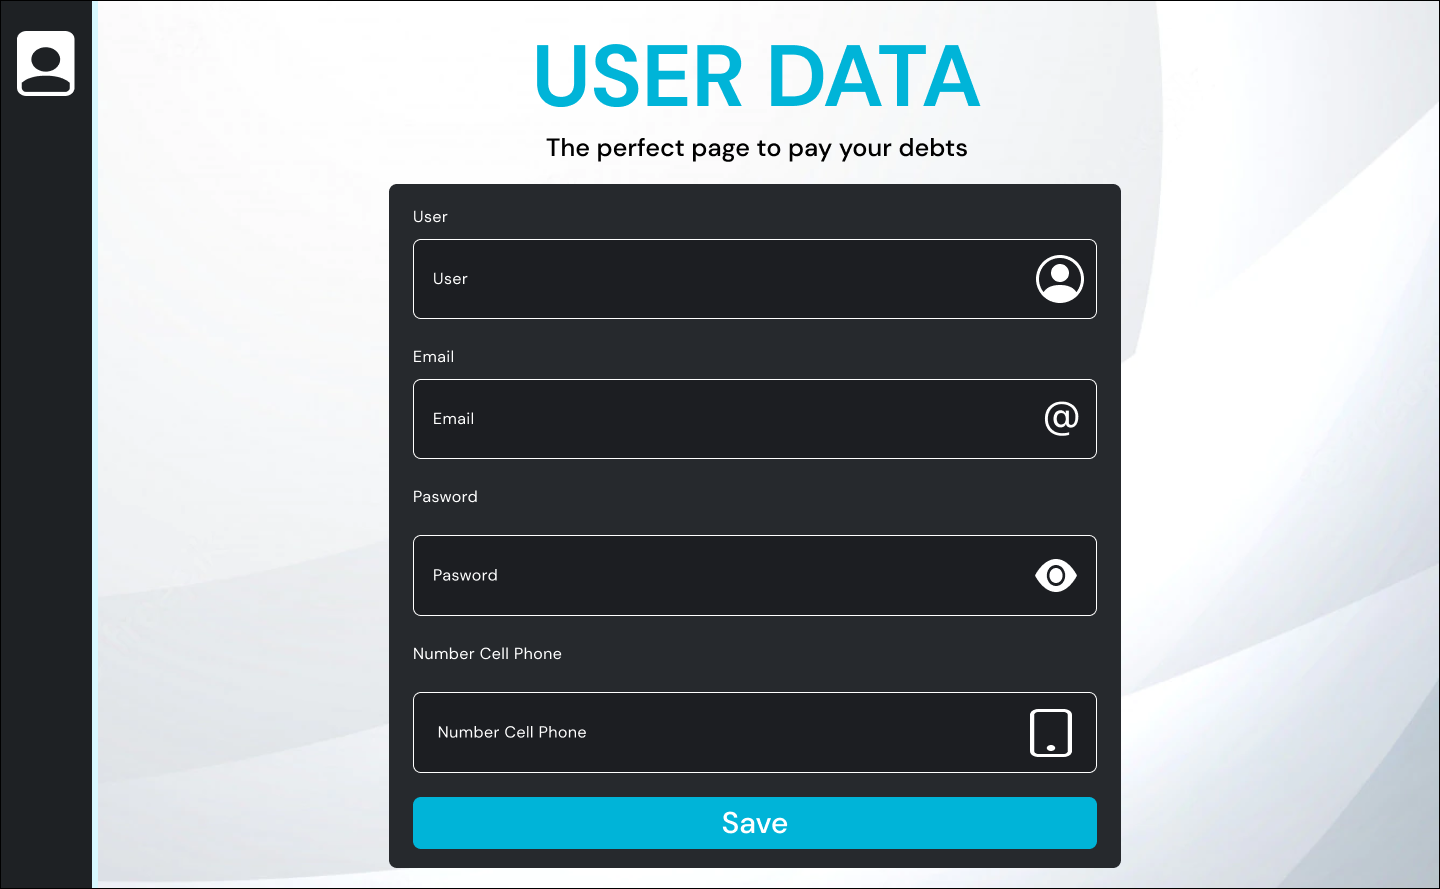 USER DATA
The perfect page to pay your debts
User
User
Email
Email
@
Pasword
Pasword
Number Cell Phone
Number Cell Phone
Save